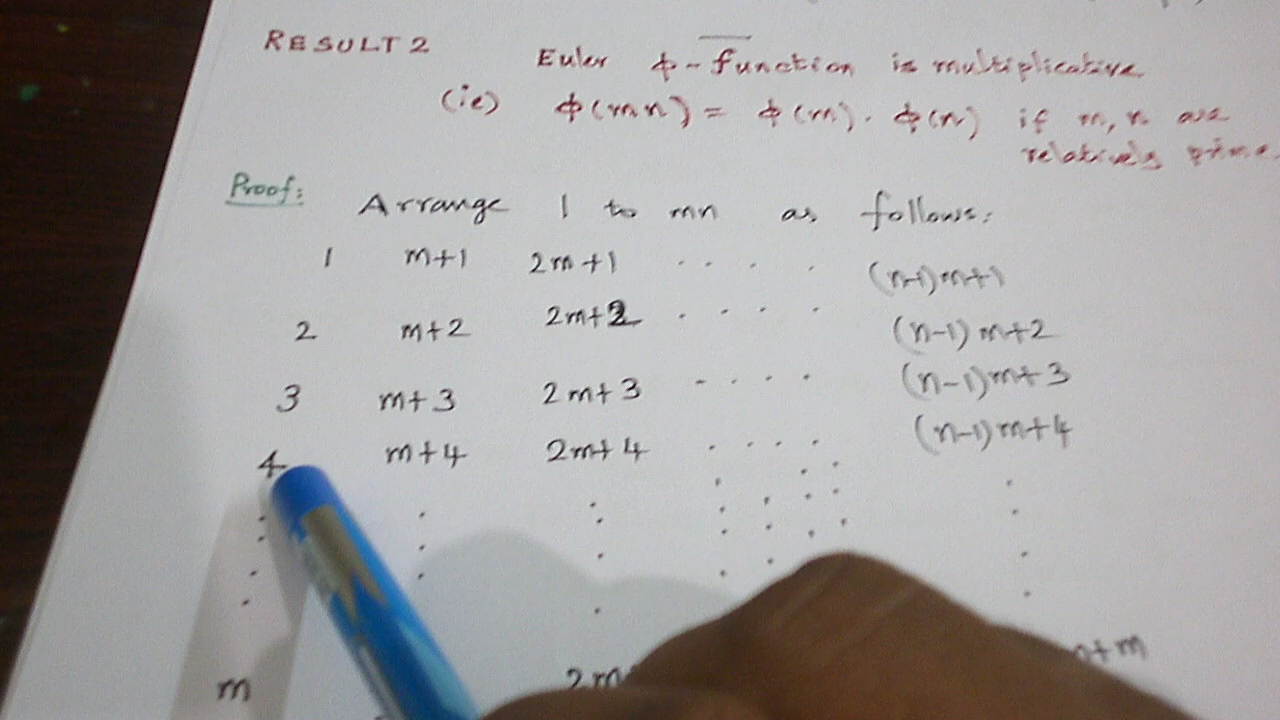 RESULT 2 Euler ϕ-function is multiplicative
(ie) ϕ(mn) = ϕ(m). ϕ(n) if m, n are
relatively prime.
Proof: Arrange 1 to mn as follows:
1 m+1 2m+1 . . . . (n-1)m+1
2 m+2 2m+2 . . . . (n-1)m+2
3 m+3 2m+3 . . . . (n-1)m+3
4 m+4 2m+4 . . . . (n-1)m+4
m 2m